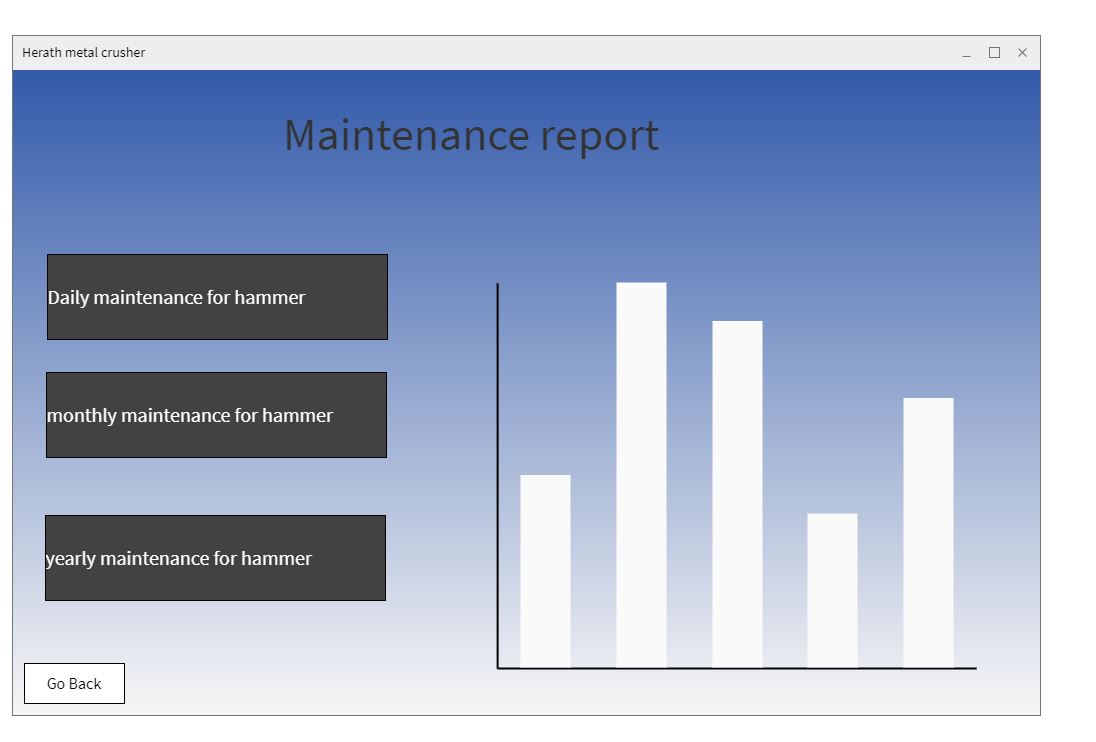 Herath metal crusher
Maintenance report
Daily maintenance for hammer
monthly maintenance for hammer
yearly maintenance for hammer
Go Back